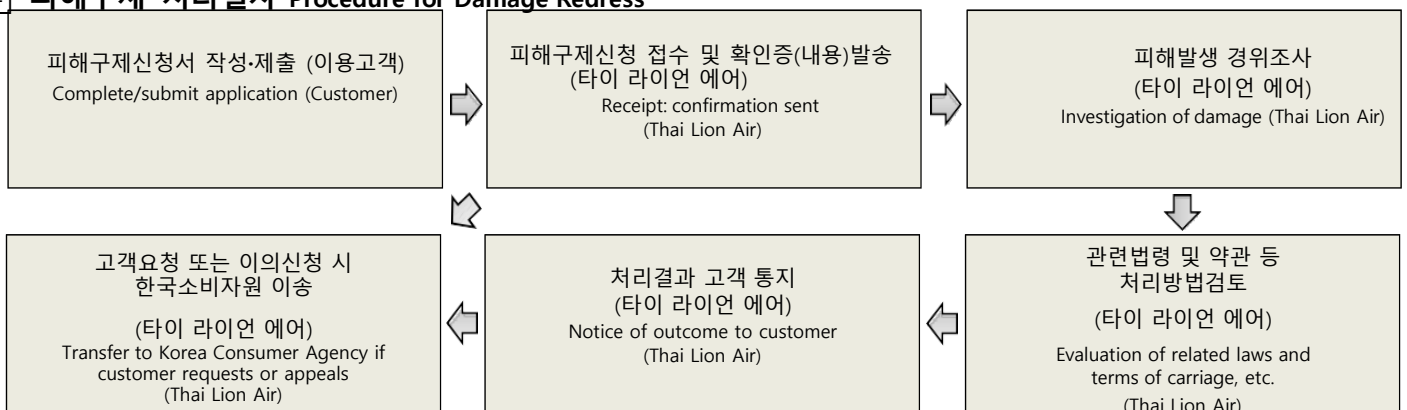 피해구제 처리절차 Procedure for Damage Redress
피해구제신청서 작성·제출 (이용고객)
Complete/submit application (Customer)
피해구제신청 접수 및 확인증(내용)발송
(타이 라이언 에어)
Receipt: confirmation sent
(Thai Lion Air)
피해발생 경위조사
(타이 라이언 에어)
Investigation of damage (Thai Lion Air)
고객요청 또는 이의신청 시
한국소비자원 이송
(타이 라이언 에어)
Transfer to Korea Consumer Agency if
customer requests or appeals
(Thai Lion Air)
처리결과 고객 통지
(타이 라이언 에어)
Notice of outcome to customer
(Thai Lion Air)
관련법령 및 약관 등
처리방법검토
(타이 라이언 에어)
Evaluation of related laws and
terms of carriage, etc.
(Thai Lion Air)